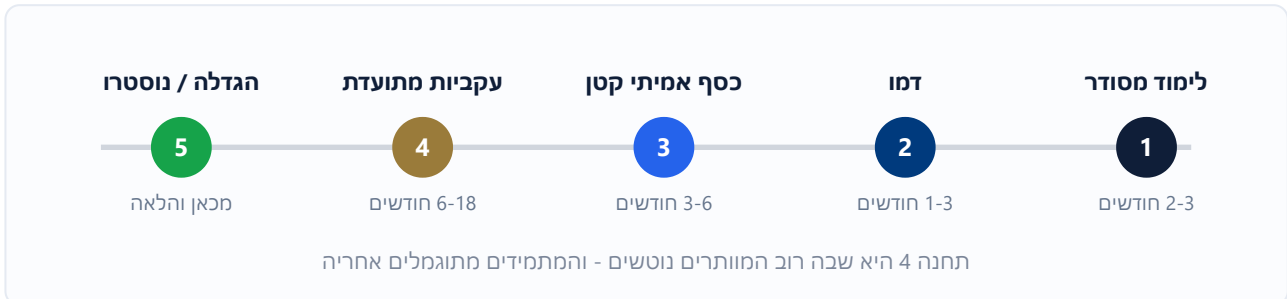 לימוד מסודר
דמו
כסף אמיתי קטן
עקביות מתועדת
הגדלה / נוסטרו
1
2
3
4
5
2-3 חודשים
1-3 חודשים
3-6 חודשים
6-18 חודשים
מכאן והלאה
תחנה 4 היא שבה רוב המוותרים נוטשים - והמתמידים מתוגמלים אחריה